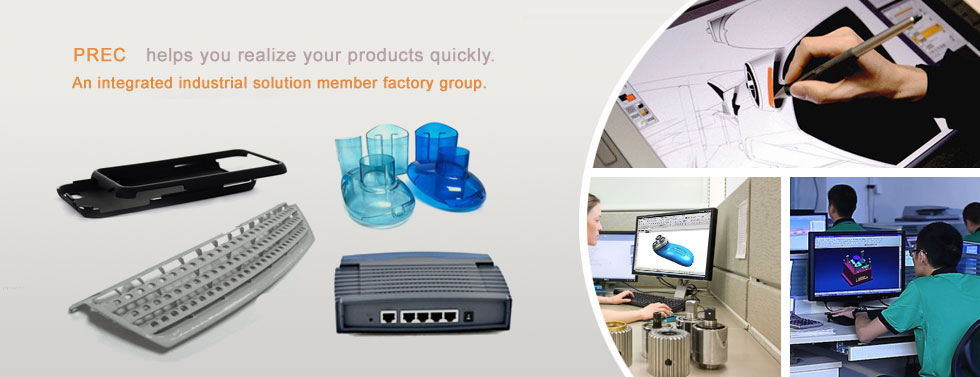 PREC helps you realize your products quickly.
An integrated industrial solution member factory group.